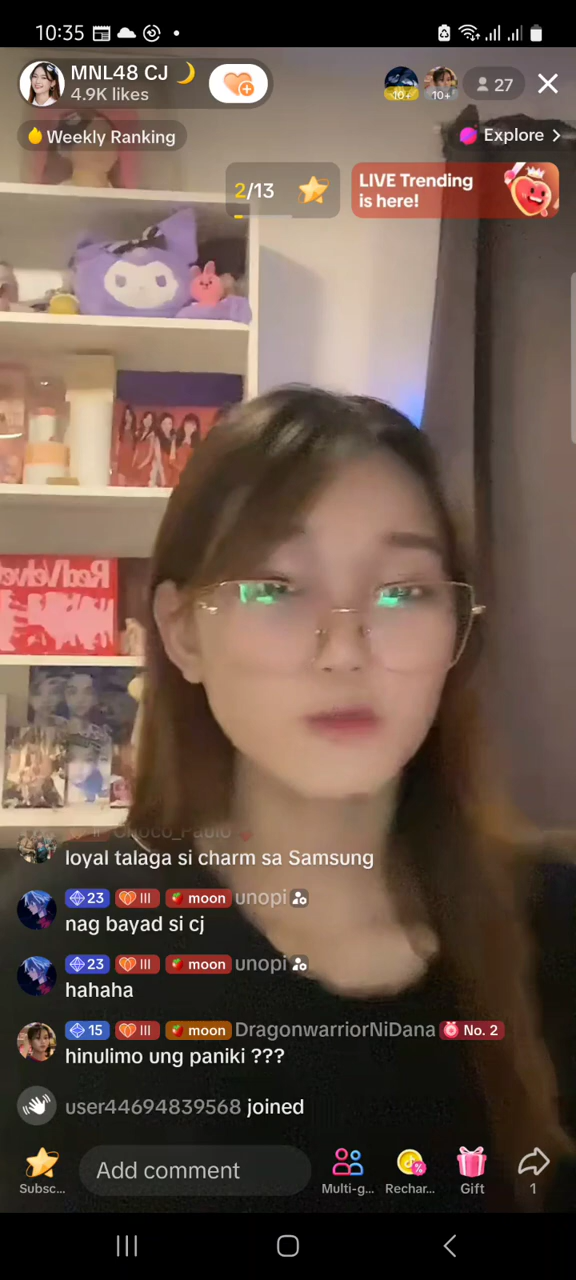 10:35
MNL48 CJ 🌙
4.9K likes
10+
10+
27
Weekly Ranking
Explore >
2/13
LIVE Trending
is here!
RedVelvet
loyal talaga si charm sa Samsung
23 III moon unopi
nag bayad si cj
23 III moon unopi
hahaha
15 III moon DragonwarriorNiDana No. 2
hinulimo ung paniki ???
user44694839568 joined
Subsc...
Add comment
Multi-g...
Rechar...
Gift
1